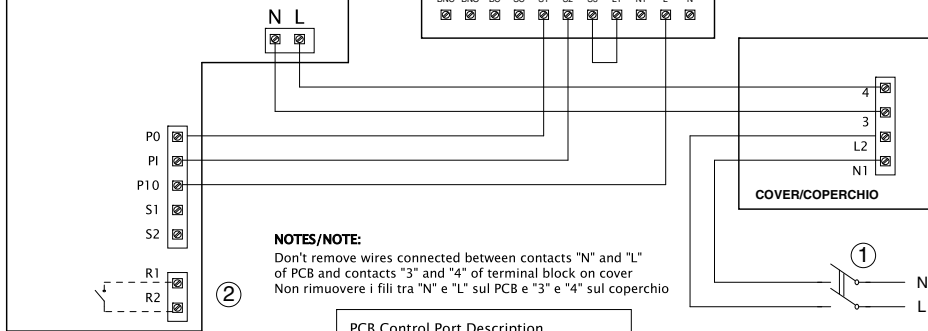 N L
4
3
L2
N1
COVER/COPERCHIO
P0
PI
P10
S1
S2
R1
R2
2
NOTES/NOTE:
Don't remove wires connected between contacts "N" and "L"
of PCB and contacts "3" and "4" of terminal block on cover
Non rimuovere i fili tra "N" e "L" sul PCB e "3" e "4" sul coperchio
1
N
L
PCB Control Port Description